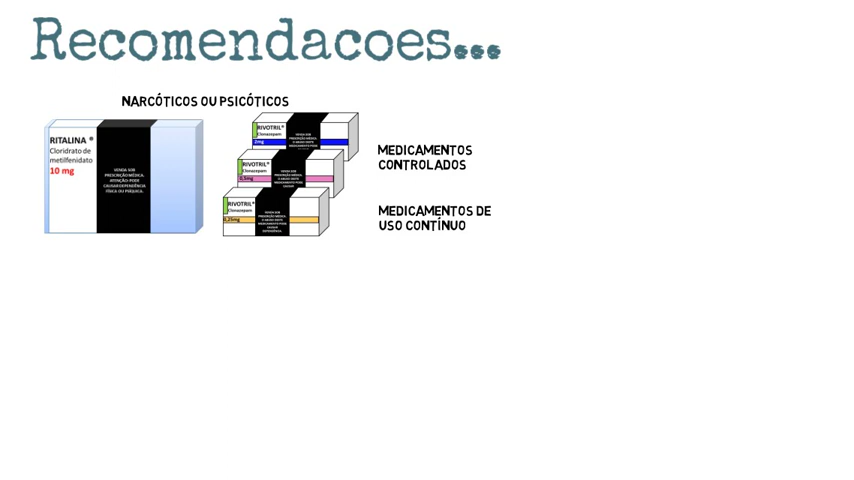 Recomendacoes...
NARCÓTICOS OU PSICÓTICOS
RITALINA ®
Cloridrato de
metilfenidato
10 mg
VENDA SOB
PRESCRIÇÃO MÉDICA.
ATENÇÃO: PODE
CAUSAR DEPENDÊNCIA
FÍSICA OU PSÍQUICA.
RIVOTRIL®
Clonazepam
2mg
RIVOTRIL®
Clonazepam
0,5mg
RIVOTRIL®
Clonazepam
0,25mg
MEDICAMENTOS
CONTROLADOS
MEDICAMENTOS DE
USO CONTÍNUO